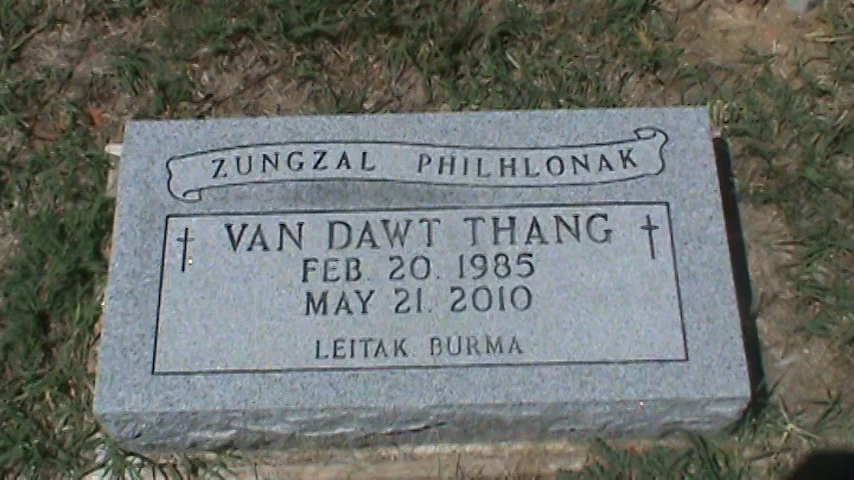 ZUNGZAL PHILHLONAK
VAN DAWT THANG
FEB. 20. 1985
MAY 21. 2010
LEITAK BURMA